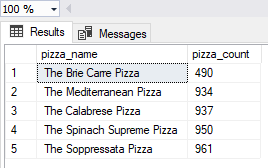 100 %
Results Messages
pizza_name pizza_count
1 The Brie Carre Pizza 490
2 The Mediterranean Pizza 934
3 The Calabrese Pizza 937
4 The Spinach Supreme Pizza 950
5 The Soppressata Pizza 961